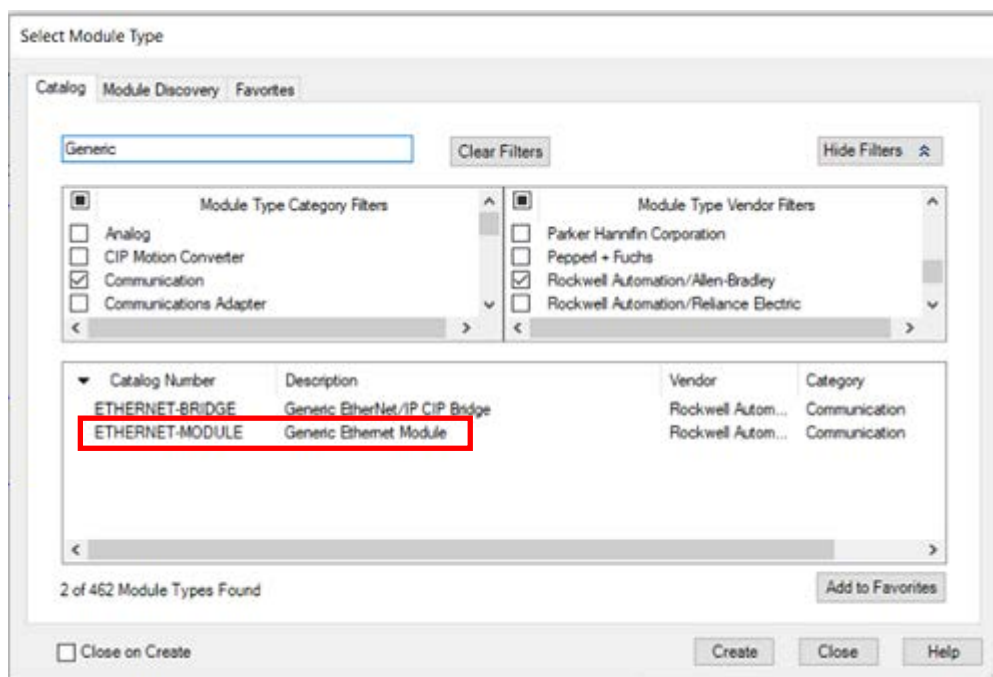 Select Module Type
Catalog Module Discovery Favorites
Generic Clear Filters Hide Filters
Module Type Category Filters
Analog
CIP Motion Converter
Communication
Communications Adapter
Module Type Vendor Filters
Parker Hannifin Corporation
Pepperl + Fuchs
Rockwell Automation/Allen-Bradley
Rockwell Automation/Reliance Electric
Catalog Number Description Vendor Category
ETHERNET-BRIDGE Generic EtherNet/IP CIP Bridge Rockwell Autom... Communication
ETHERNET-MODULE Generic Ethernet Module Rockwell Autom... Communication
2 of 462 Module Types Found Add to Favorites
Close on Create Create Close Help